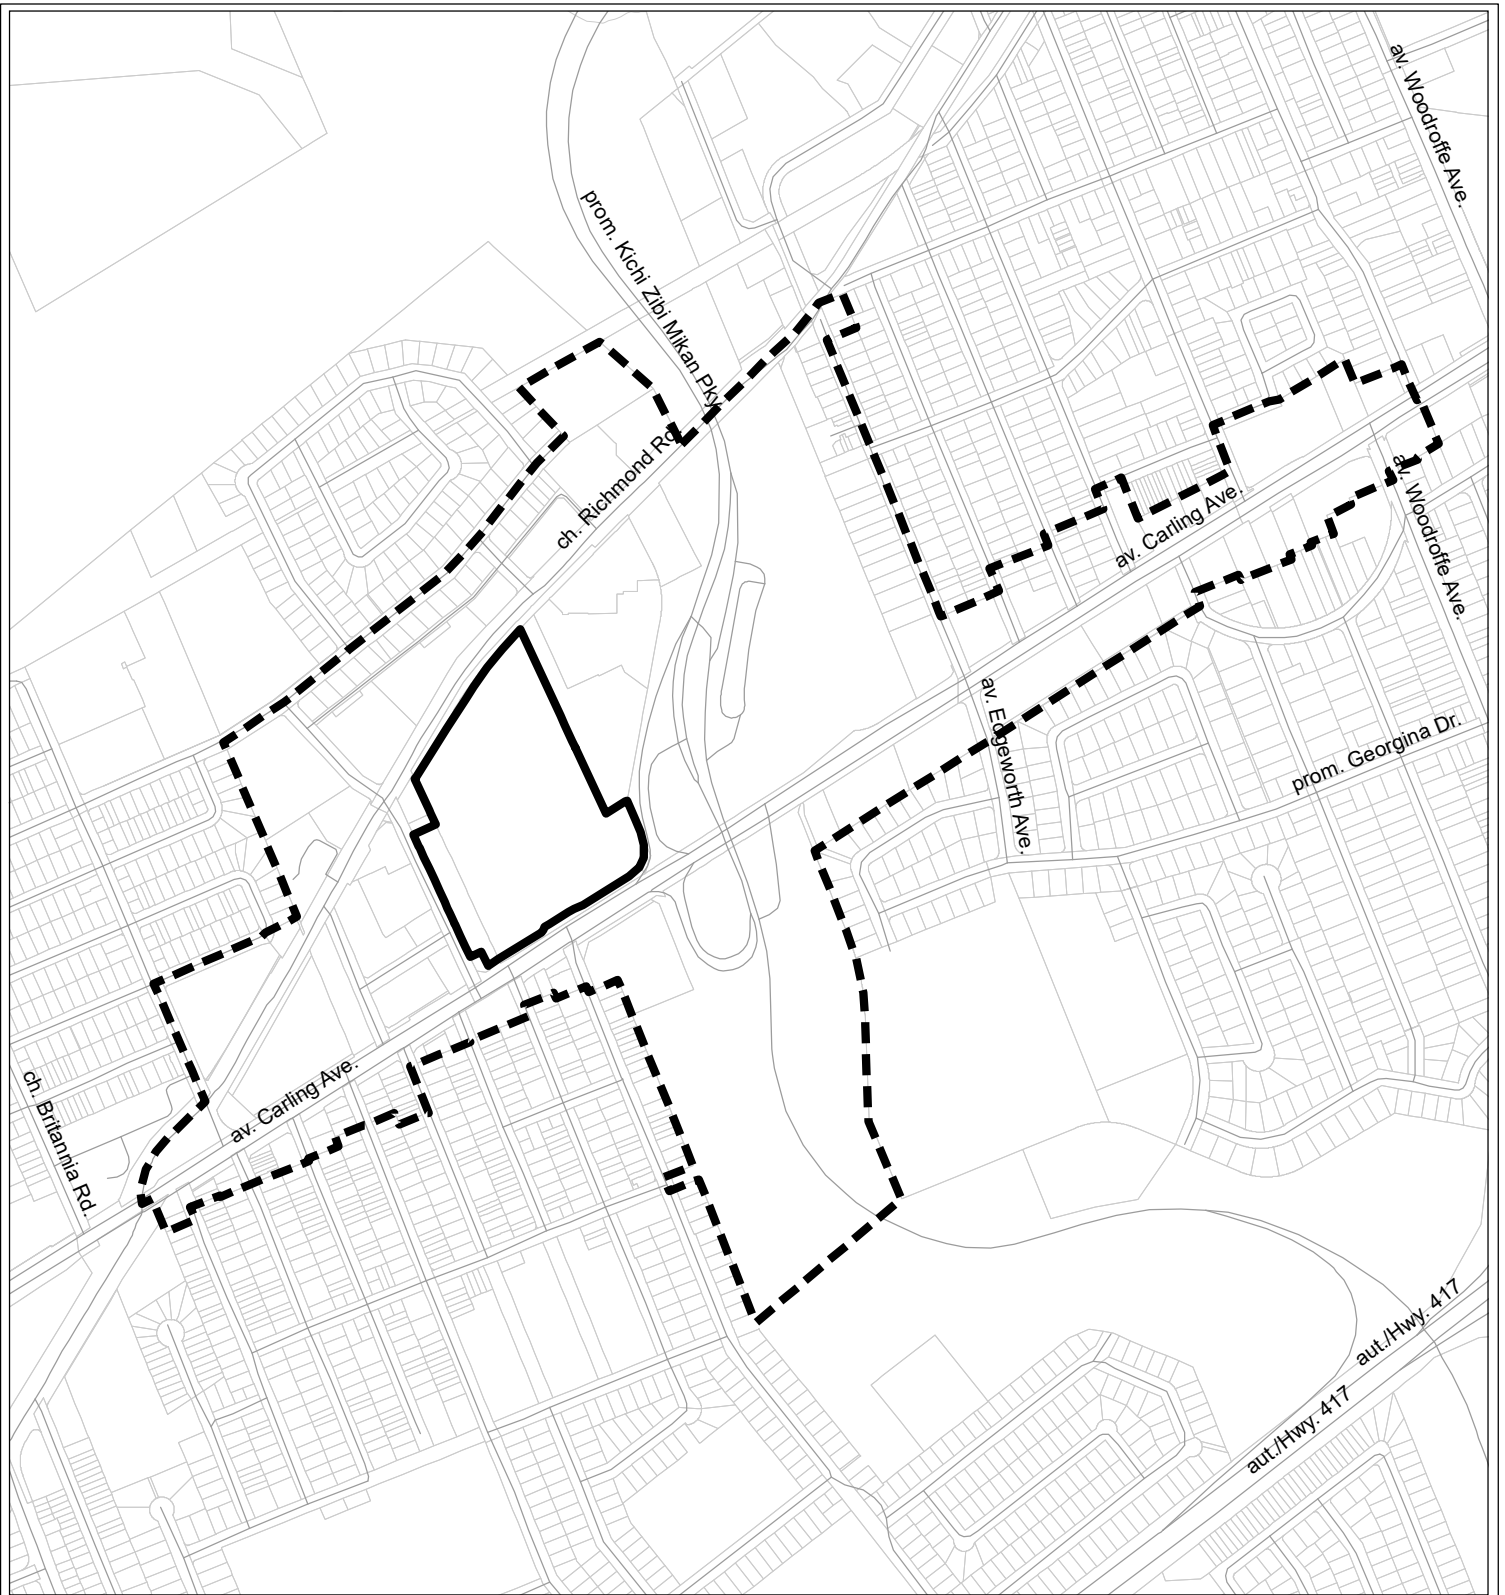 av. Woodroffe Ave.
prom. Kichi Zibi Mikan Pky.
ch. Richmond Rd.
av. Carling Ave.
av. Woodroffe Ave.
av. Edgeworth Ave.
prom. Georgina Dr.
av. Carling Ave.
ch. Britannia Rd.
aut./Hwy. 417
aut./Hwy. 417